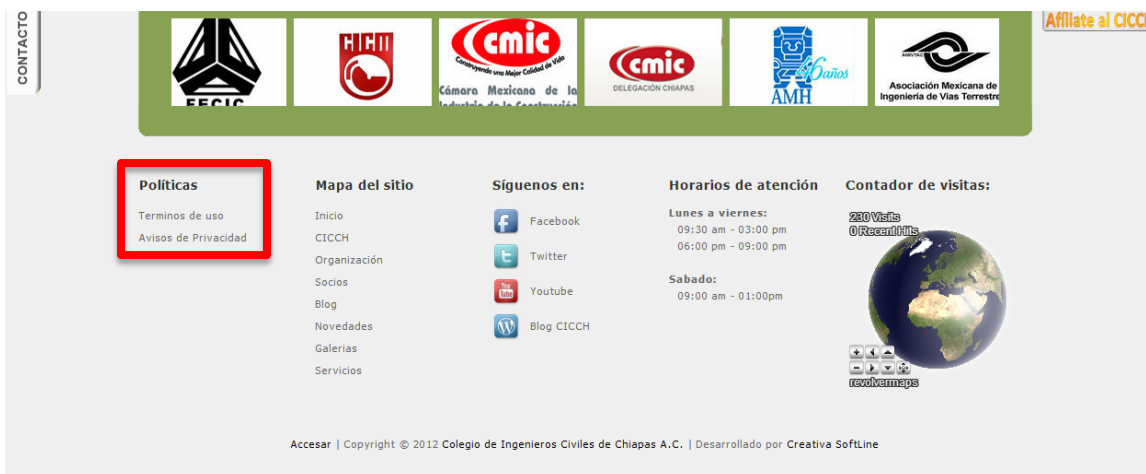 CONTACTO
FECIC
CICM
cmic
Construyendo una Mejor Calidad de Vida
Cámara Mexicana de la
Industria de la Construcción
cmic
DELEGACIÓN CHIAPAS
46 años
AMH
AMIVTAC
Asociación Mexicana de
Ingeniería de Vías Terrestre
Afíliate al CICC
Políticas
Terminos de uso
Avisos de Privacidad
Mapa del sitio
Inicio
CICCH
Organización
Socios
Blog
Novedades
Galerias
Servicios
Síguenos en:
Facebook
Twitter
You Tube
Youtube
Blog CICCH
Horarios de atención
Lunes a viernes:
09:30 am - 03:00 pm
06:00 pm - 09:00 pm
Sabado:
09:00 am - 01:00pm
Contador de visitas:
230 Visits
0 Recent Hits
revolvermaps
Accesar | Copyright © 2012 Colegio de Ingenieros Civiles de Chiapas A.C. | Desarrollado por Creativa SoftLine